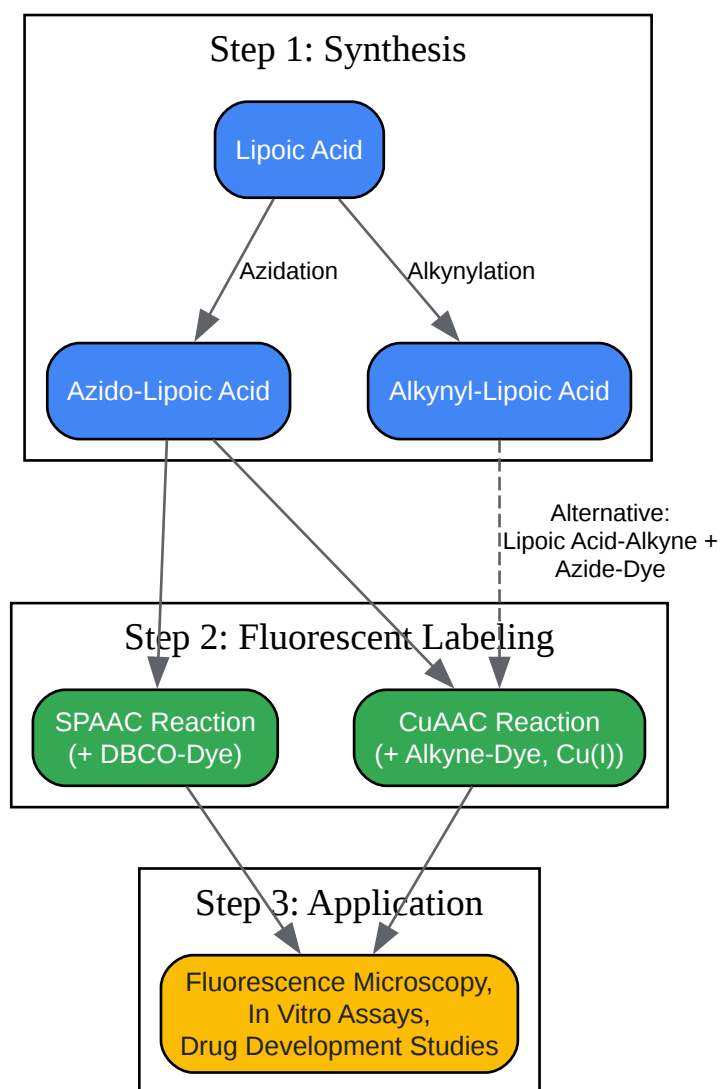 Step 1: Synthesis
Lipoic Acid
Azidation
Alkynylation
Azido-Lipoic Acid
Alkynyl-Lipoic Acid
Alternative:
Lipoic Acid-Alkyne +
Azide-Dye
Step 2: Fluorescent Labeling
SPAAC Reaction
(+ DBCO-Dye)
CuAAC Reaction
(+ Alkyne-Dye, Cu(I))
Step 3: Application
Fluorescence Microscopy,
In Vitro Assays,
Drug Development Studies